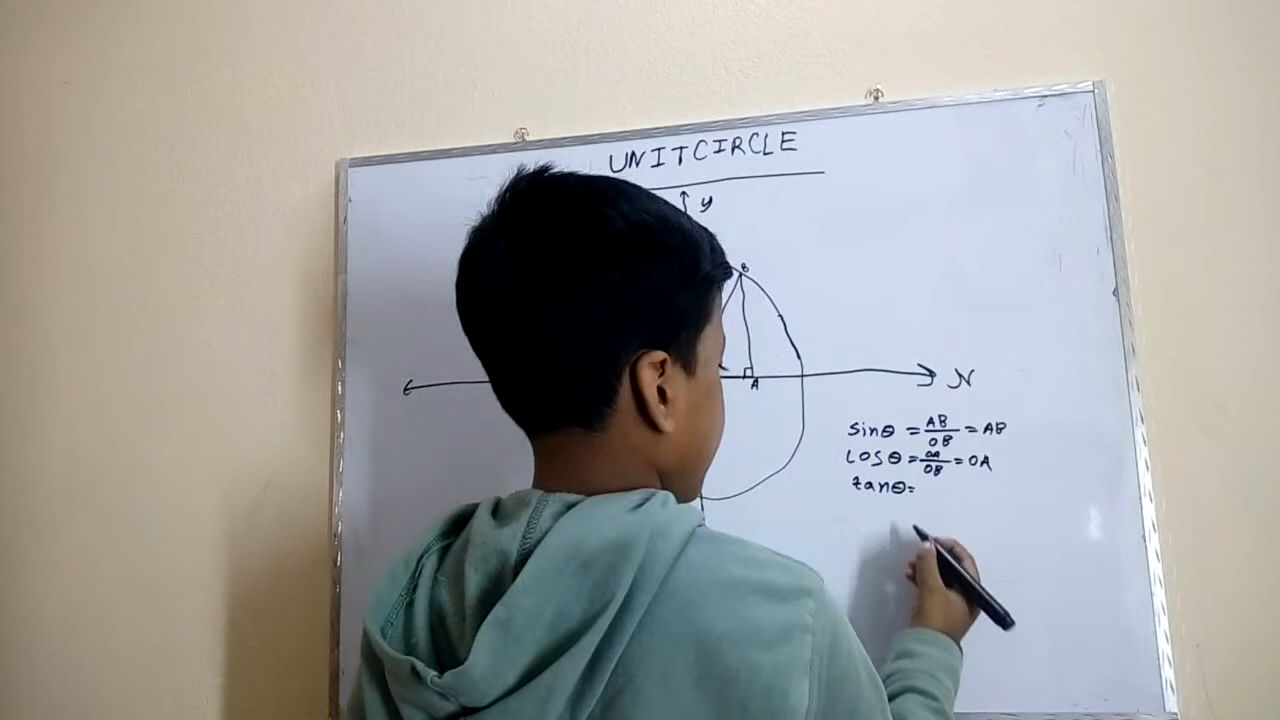 UNITCIRCLE
y
B
A
x
sinθ = AB/OB = AB
cosθ = OA/OB = OA
tanθ=